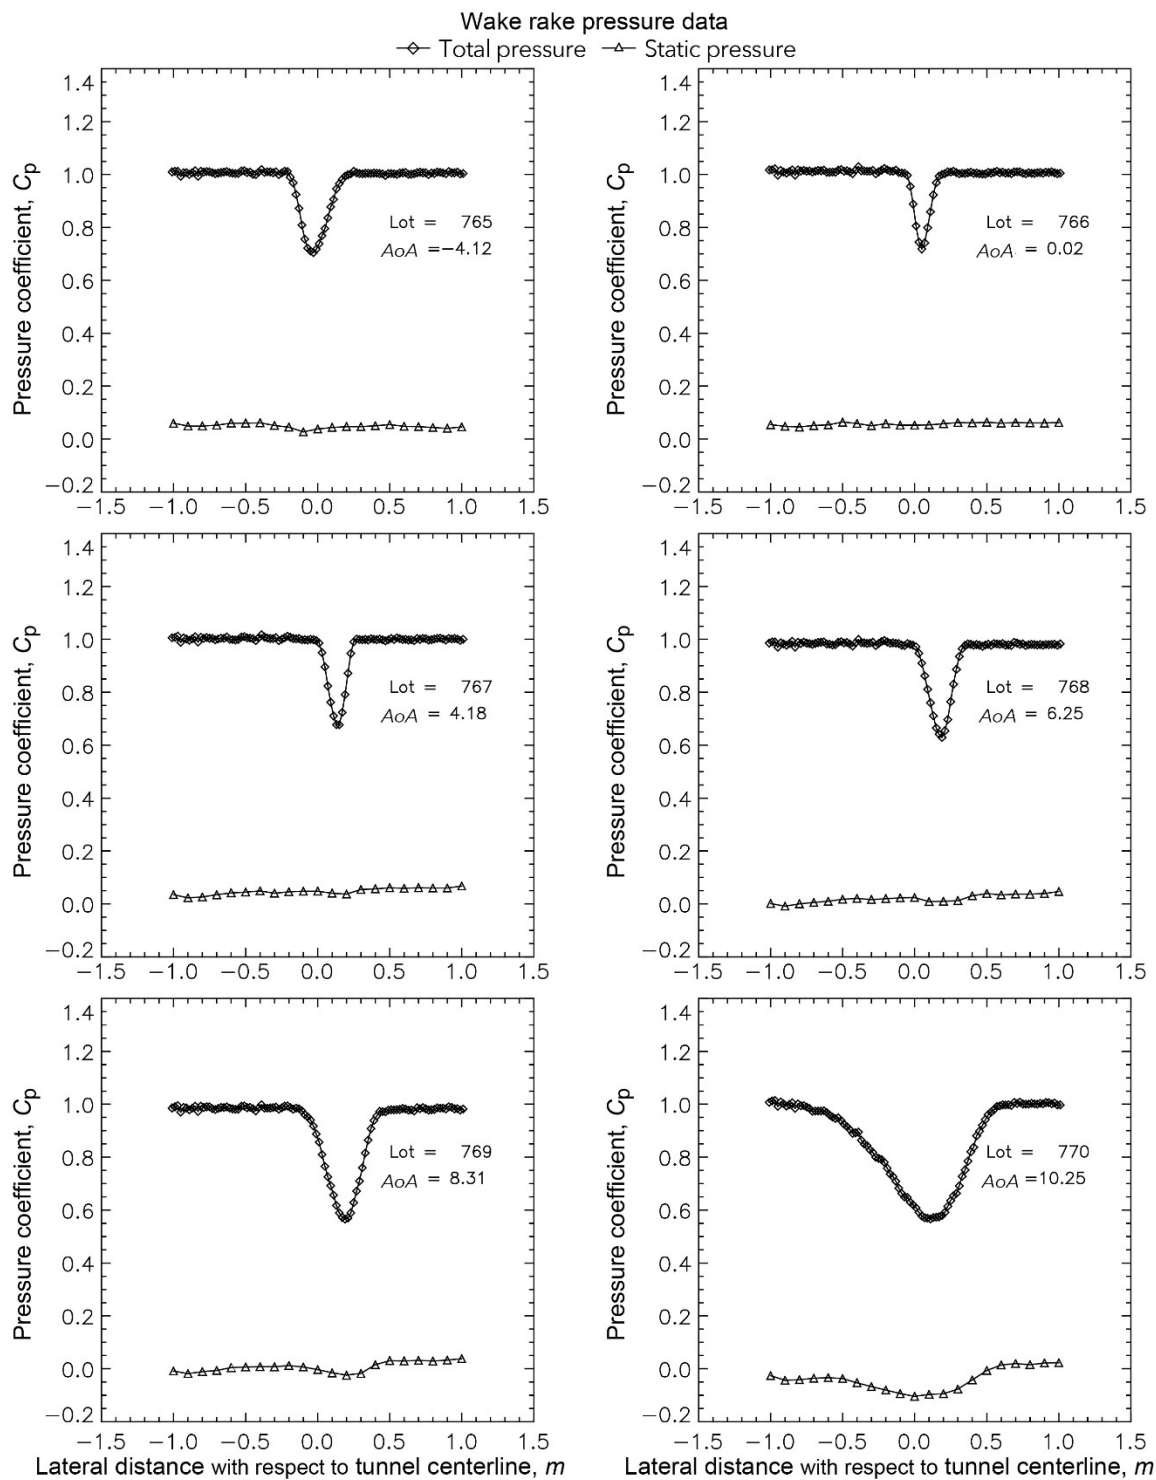 Wake rake pressure data
Total pressure Static pressure
Pressure coefficient, Cp
1.4
1.2
1.0
0.8
0.6
0.4
0.2
0.0
−0.2
Lot = 765
AoA =−4.12
−1.5 −1.0 −0.5 0.0 0.5 1.0 1.5
Pressure coefficient, Cp
1.4
1.2
1.0
0.8
0.6
0.4
0.2
0.0
−0.2
Lot = 766
AoA = 0.02
−1.5 −1.0 −0.5 0.0 0.5 1.0 1.5
Pressure coefficient, Cp
1.4
1.2
1.0
0.8
0.6
0.4
0.2
0.0
−0.2
Lot = 767
AoA = 4.18
−1.5 −1.0 −0.5 0.0 0.5 1.0 1.5
Pressure coefficient, Cp
1.4
1.2
1.0
0.8
0.6
0.4
0.2
0.0
−0.2
Lot = 768
AoA = 6.25
−1.5 −1.0 −0.5 0.0 0.5 1.0 1.5
Pressure coefficient, Cp
1.4
1.2
1.0
0.8
0.6
0.4
0.2
0.0
−0.2
Lot = 769
AoA = 8.31
−1.5 −1.0 −0.5 0.0 0.5 1.0 1.5
Lateral distance with respect to tunnel centerline, m
Pressure coefficient, Cp
1.4
1.2
1.0
0.8
0.6
0.4
0.2
0.0
−0.2
Lot = 770
AoA =10.25
−1.5 −1.0 −0.5 0.0 0.5 1.0 1.5
Lateral distance with respect to tunnel centerline, m